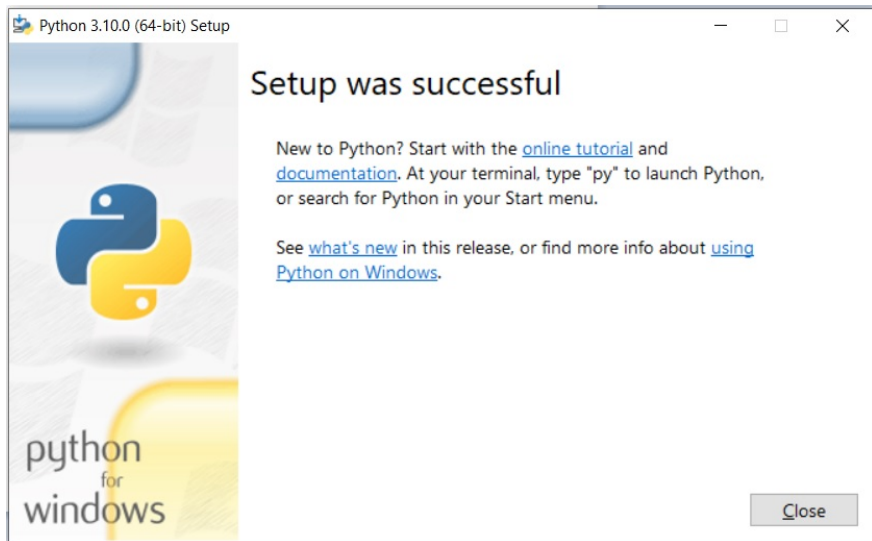 Python 3.10.0 (64-bit) Setup
Setup was successful
New to Python? Start with the online tutorial and
documentation. At your terminal, type "py" to launch Python,
or search for Python in your Start menu.
See what's new in this release, or find more info about using
Python on Windows.
python
for
windows
Close